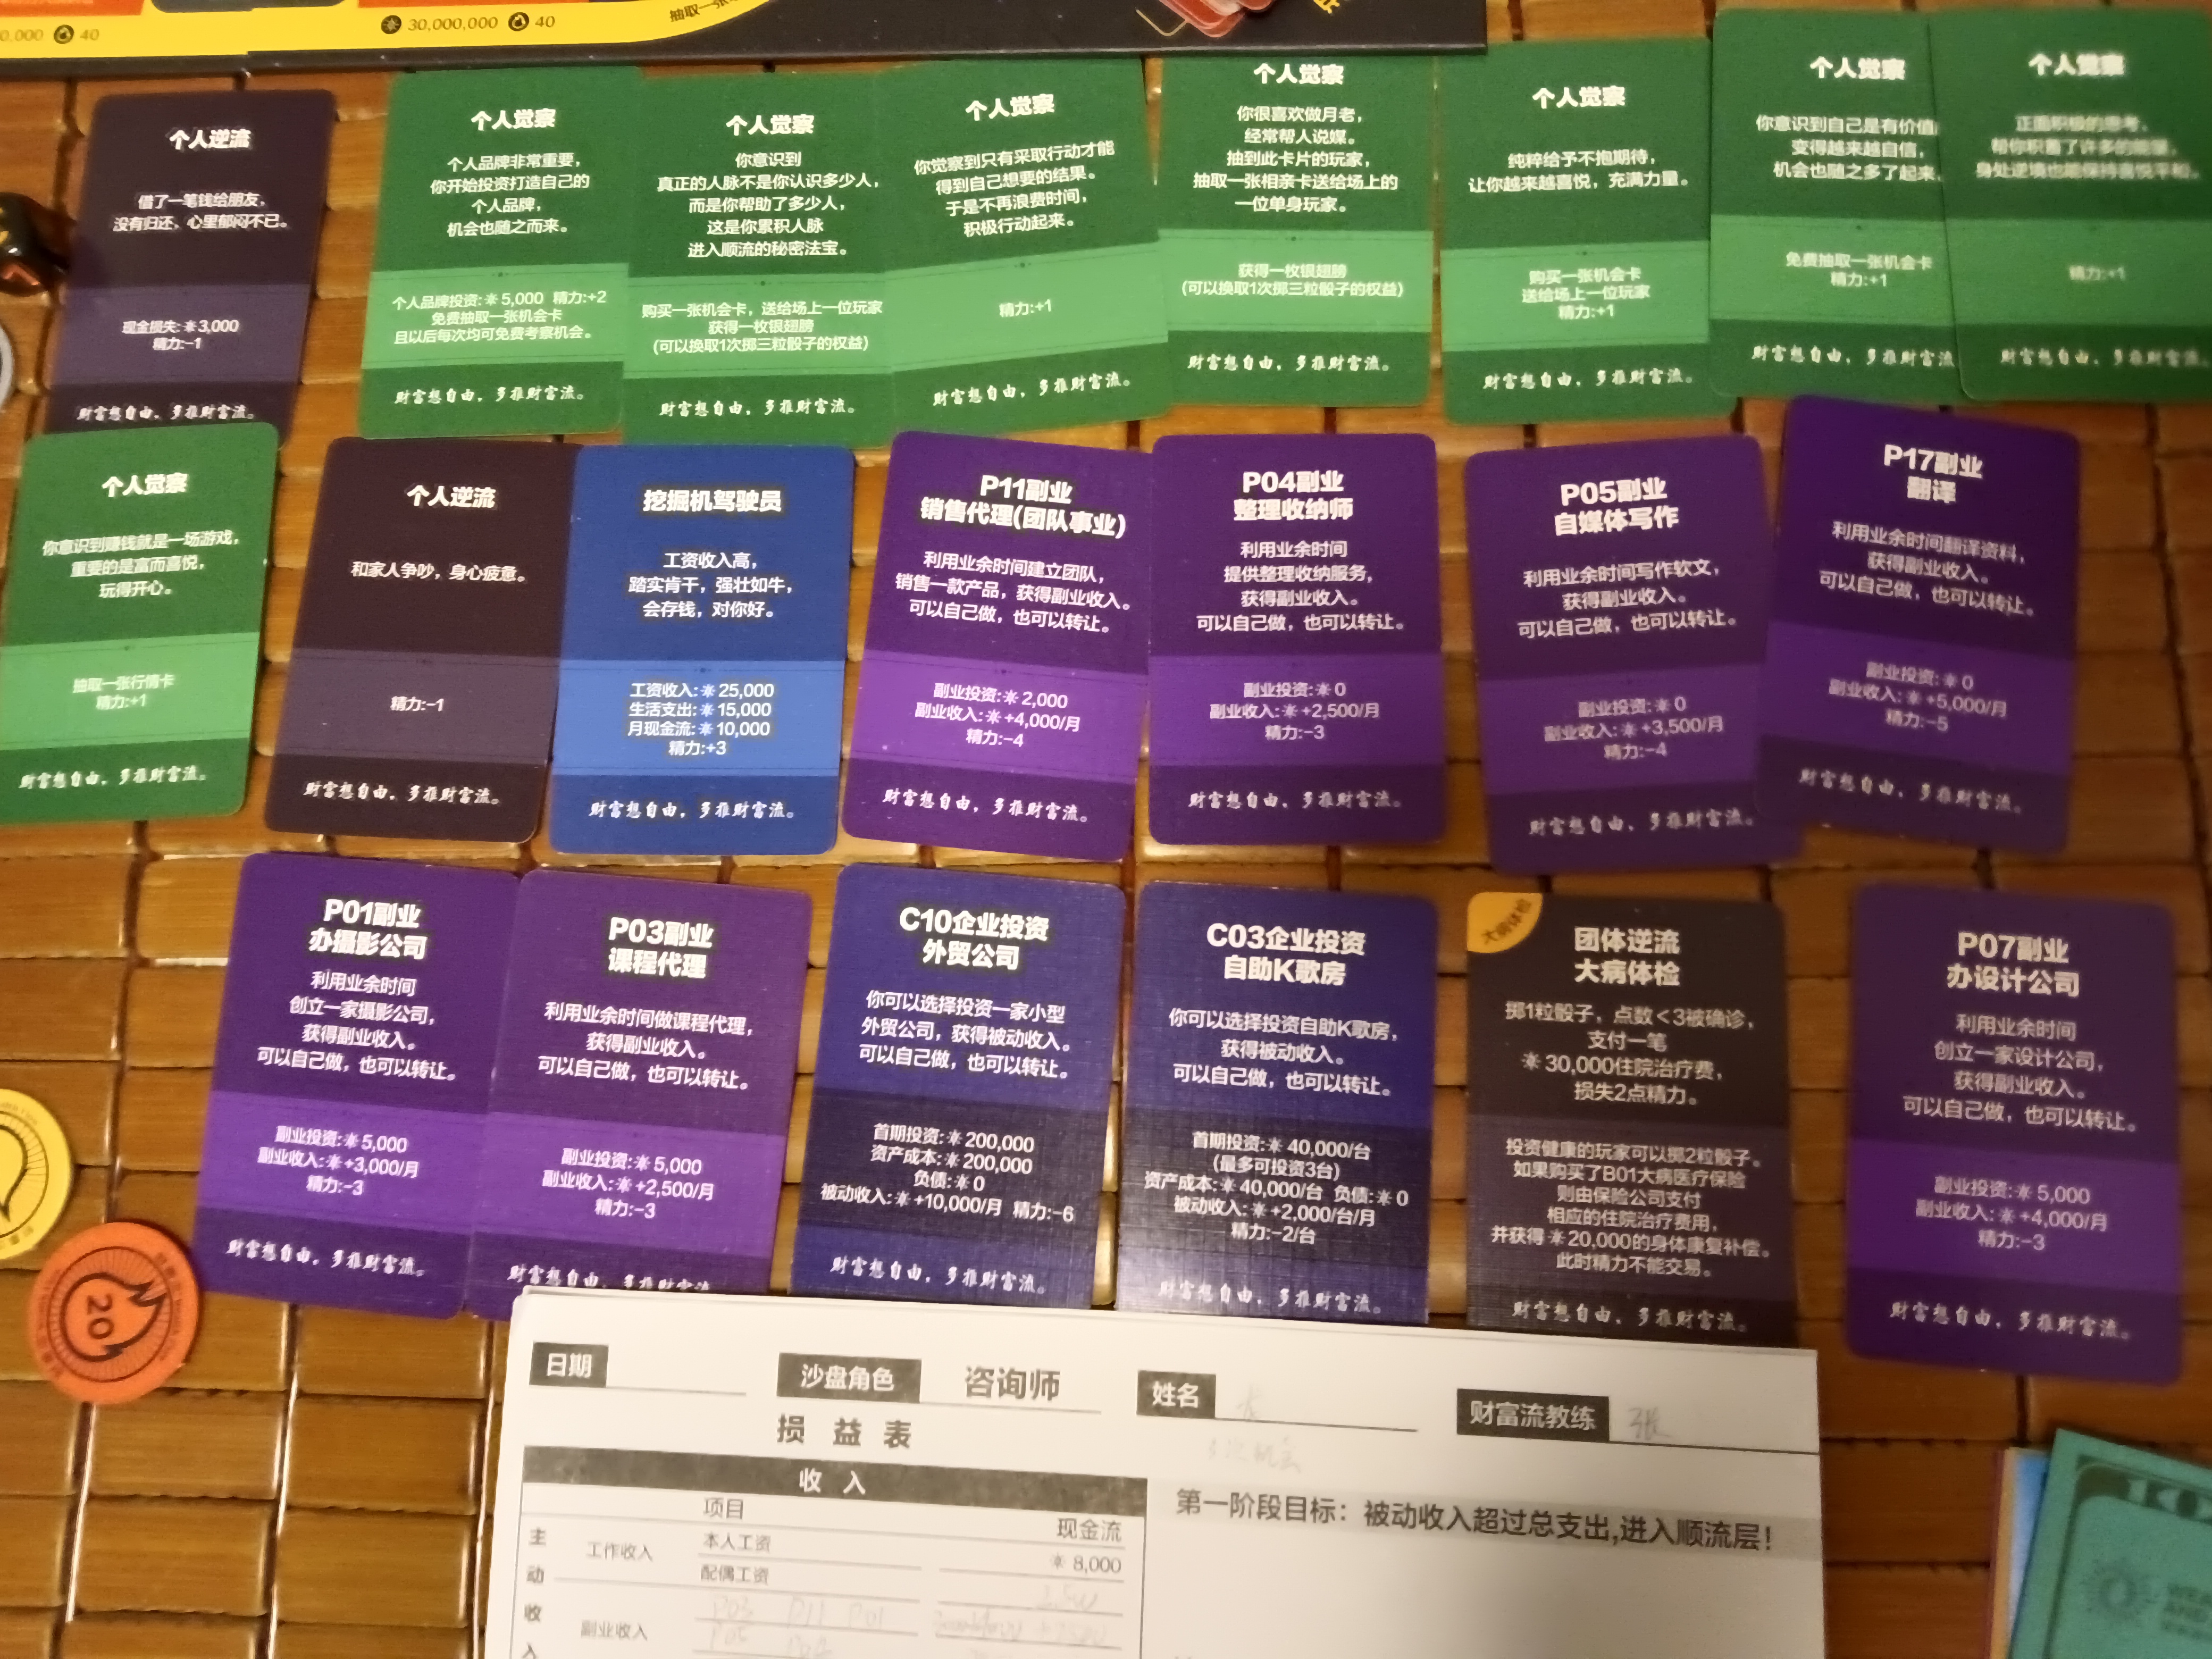 30,000,000 40
0,000 40
个人逆流
借了一笔钱给朋友，
没有归还，心里郁闷不已。
现金损失:3,000
精力:-1
财富想自由，多推财富流。
个人觉察
个人品牌非常重要，
你开始投资打造自己的
个人品牌，
机会也随之而来。
个人品牌投资:5,000 精力:+2
免费抽取一张机会卡
且以后每次均可免费考察机会。
财富想自由，多推财富流。
个人觉察
你意识到
真正的人脉不是你认识多少人，
而是你帮助了多少人，
这是你累积人脉
进入顺流的秘密法宝。
购买一张机会卡，送给场上一位玩家
获得一枚银翅膀
(可以换取1次掷三粒骰子的权益)
财富想自由，多推财富流。
个人觉察
你觉察到只有采取行动才能
得到自己想要的结果。
于是不再浪费时间，
积极行动起来。
精力:+1
财富想自由，多推财富流。
个人觉察
你很喜欢做月老，
经常帮人说媒。
抽到此卡片的玩家，
抽取一张相亲卡送给场上的
一位单身玩家。
获得一枚银翅膀
(可以换取1次掷三粒骰子的权益)
财富想自由，多推财富流。
个人觉察
纯粹给予不抱期待，
让你越来越喜悦，充满力量。
购买一张机会卡
送给场上一位玩家
精力:+1
财富想自由，多推财富流。
个人觉察
你意识到自己是有价值
变得越来越自信，
机会也随之多了起来
免费抽取一张机会卡
精力:+1
财富想自由，多推财富流
个人觉察
正面积极的思考，
帮你积蓄了许多的能量，
身处逆境也能保持喜悦平和。
精力:+1
财富想自由，多推财富流。
个人觉察
你意识到赚钱就是一场游戏，
重要的是富而喜悦，
玩得开心。
抽取一张行情卡
精力:+1
财富想自由，多推财富流。
个人逆流
和家人争吵，身心疲惫。
精力:-1
财富想自由，多推财富流。
挖掘机驾驶员
工资收入高，
踏实肯干，强壮如牛，
会存钱，对你好。
工资收入:25,000
生活支出:15,000
月现金流:10,000
精力:+3
财富想自由，多推财富流。
P11副业
销售代理(团队事业)
利用业余时间建立团队，
销售一款产品，获得副业收入。
可以自己做，也可以转让。
副业投资:2,000
副业收入:+4,000/月
精力:-4
财富想自由，多推财富流。
P04副业
整理收纳师
利用业余时间
提供整理收纳服务，
获得副业收入。
可以自己做，也可以转让。
副业投资:0
副业收入:+2,500/月
精力:-3
财富想自由，多推财富流。
P05副业
自媒体写作
利用业余时间写作软文，
获得副业收入。
可以自己做，也可以转让。
副业投资:0
副业收入:+3,500/月
精力:-4
财富想自由，多推财富流。
P17副业
翻译
利用业余时间翻译资料，
获得副业收入。
可以自己做，也可以转让。
副业投资:0
副业收入:+5,000/月
精力:-5
财富想自由，多推财富流。
P01副业
办摄影公司
利用业余时间
创立一家摄影公司，
获得副业收入。
可以自己做，也可以转让。
副业投资:5,000
副业收入:+3,000/月
精力:-3
财富想自由，多推财富流。
P03副业
课程代理
利用业余时间做课程代理，
获得副业收入。
可以自己做，也可以转让。
副业投资:5,000
副业收入:+2,500/月
精力:-3
财富想自由，多推财富流
C10企业投资
外贸公司
你可以选择投资一家小型
外贸公司，获得被动收入。
可以自己做，也可以转让。
首期投资:200,000
资产成本:200,000
负债:0
被动收入:+10,000/月 精力:-6
财富想自由，多推财富流。
C03企业投资
自助K歌房
你可以选择投资自助K歌房，
获得被动收入。
可以自己做，也可以转让。
首期投资:40,000/台
(最多可投资3台)
资产成本:40,000/台 负债:0
被动收入:+2,000/台/月
精力:-2/台
财富想自由，多推财富流。
大病体检
团体逆流
大病体检
掷1粒骰子，点数<3被确诊，
支付一笔
30,000住院治疗费，
损失2点精力。
投资健康的玩家可以掷2粒骰子。
如果购买了B01大病医疗保险
则由保险公司支付
相应的住院治疗费用，
并获得20,000的身体康复补偿。
此时精力不能交易。
财富想自由，多推财富流。
P07副业
办设计公司
利用业余时间
创立一家设计公司，
获得副业收入。
可以自己做，也可以转让。
副业投资:5,000
副业收入:+4,000/月
精力:-3
财富想自由，多推财富流。
20
日期 沙盘角色 咨询师 姓名 财富流教练 张
损益表
收入
项目 现金流
主动收入
工作收入 本人工资 8,000
配偶工资
副业收入 P03 P11 P01
P05 P04
第一阶段目标：被动收入超过总支出,进入顺流层！